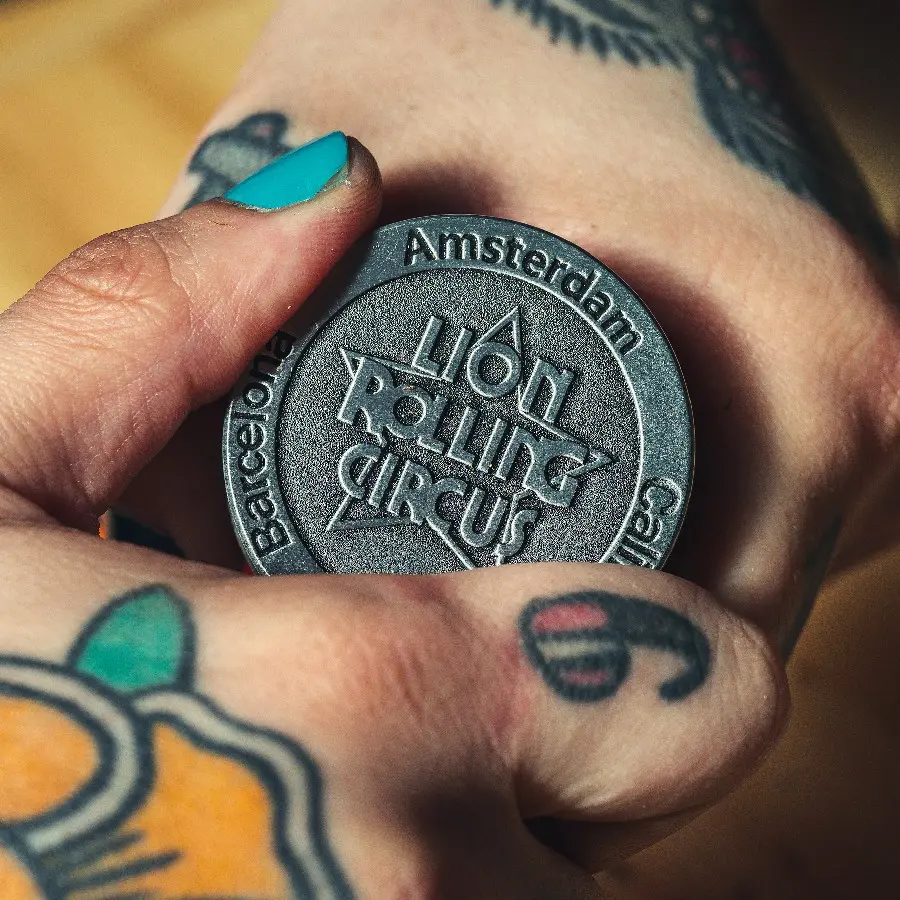 Amsterdam
Barcelona
LION
ROLLING
CIRCUS